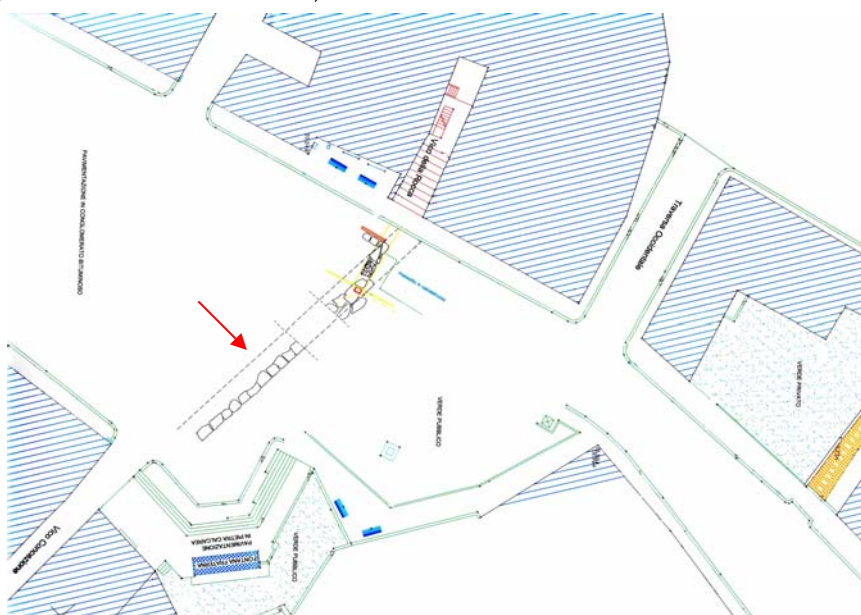 PAVIMENTAZIONE IN CONGLOMERATO BITUMINOSO
Vico della Rocca
Traversa Occidentale
VERDE PRIVATO
VERDE PUBBLICO
Vico Concezione
PAVIMENTAZIONE
IN PIETRA CALCAREA
FONTANA FRATERNA
VERDE PUBBLICO